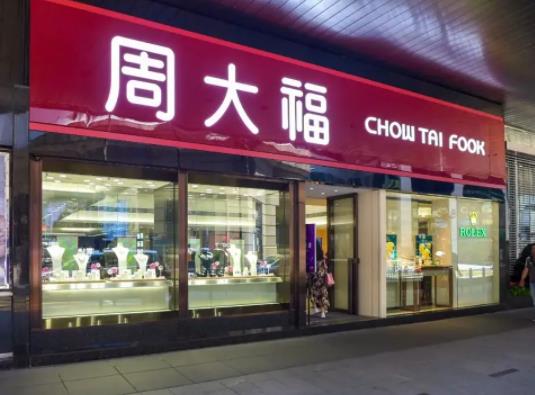 周大福
CHOW TAI FOOK
ROLEX